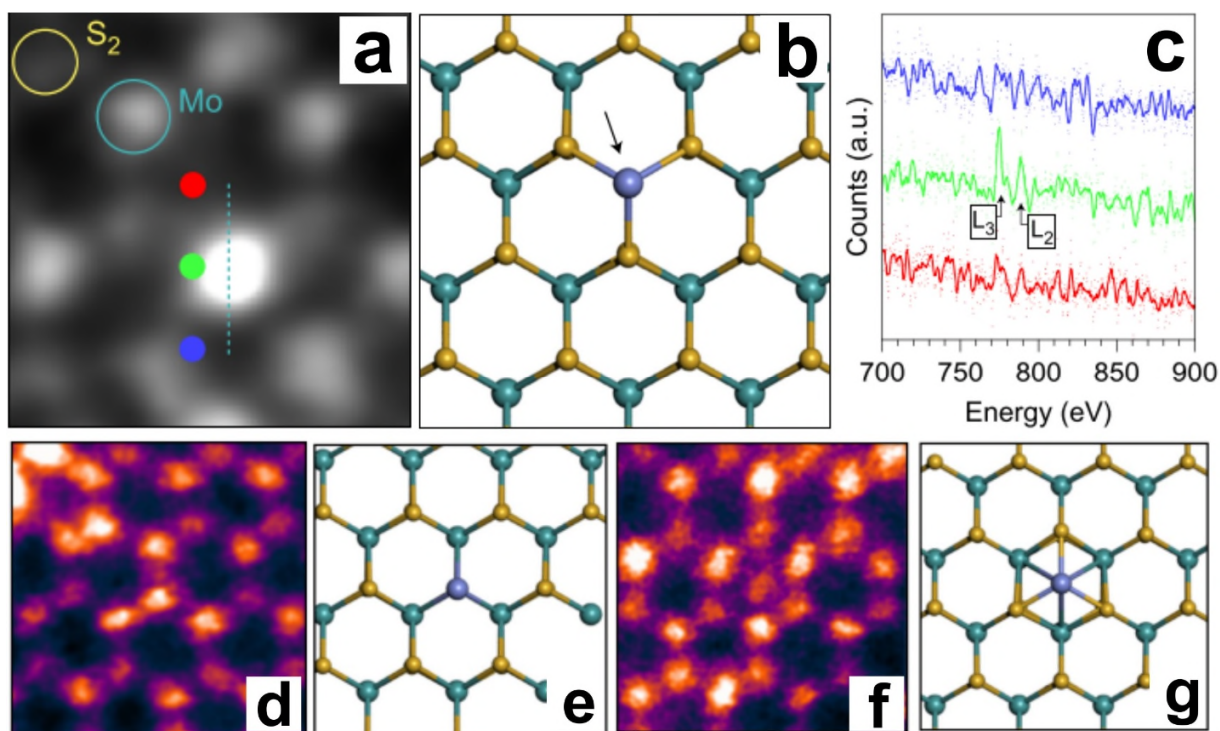 S₂
a
Mo
b
c
Counts (a.u.)
L₃
L₂
700 750 800 850 900
Energy (eV)
d
e
f
g